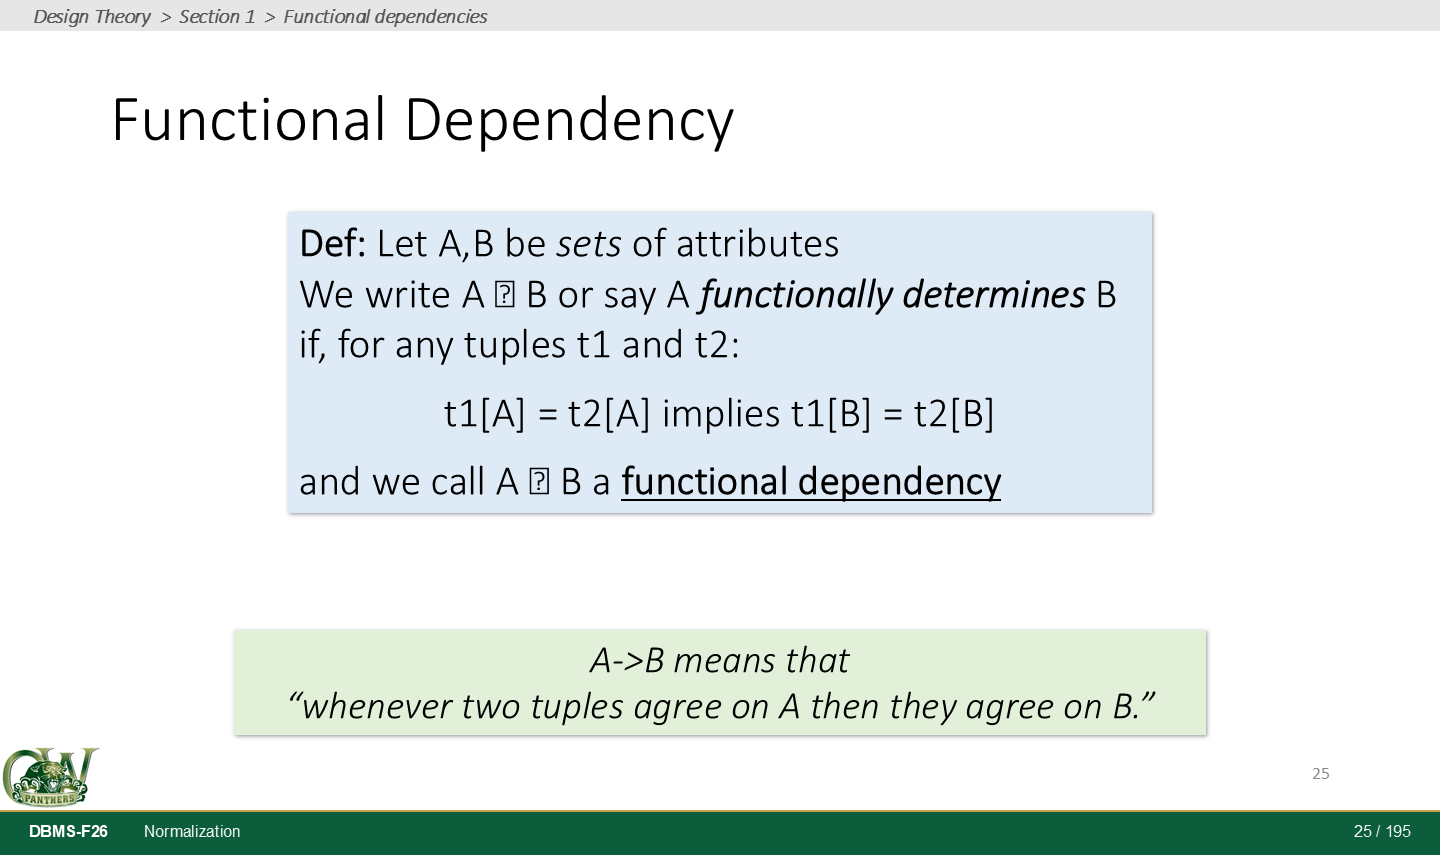 Design Theory > Section 1 > Functional dependencies
Functional Dependency
Def: Let A,B be sets of attributes
We write A � B or say A functionally determines B
if, for any tuples t1 and t2:
t1[A] = t2[A] implies t1[B] = t2[B]
and we call A � B a functional dependency
A->B means that
“whenever two tuples agree on A then they agree on B.”
OW
PANTHERS
25
DBMS-F26 Normalization 25 / 195